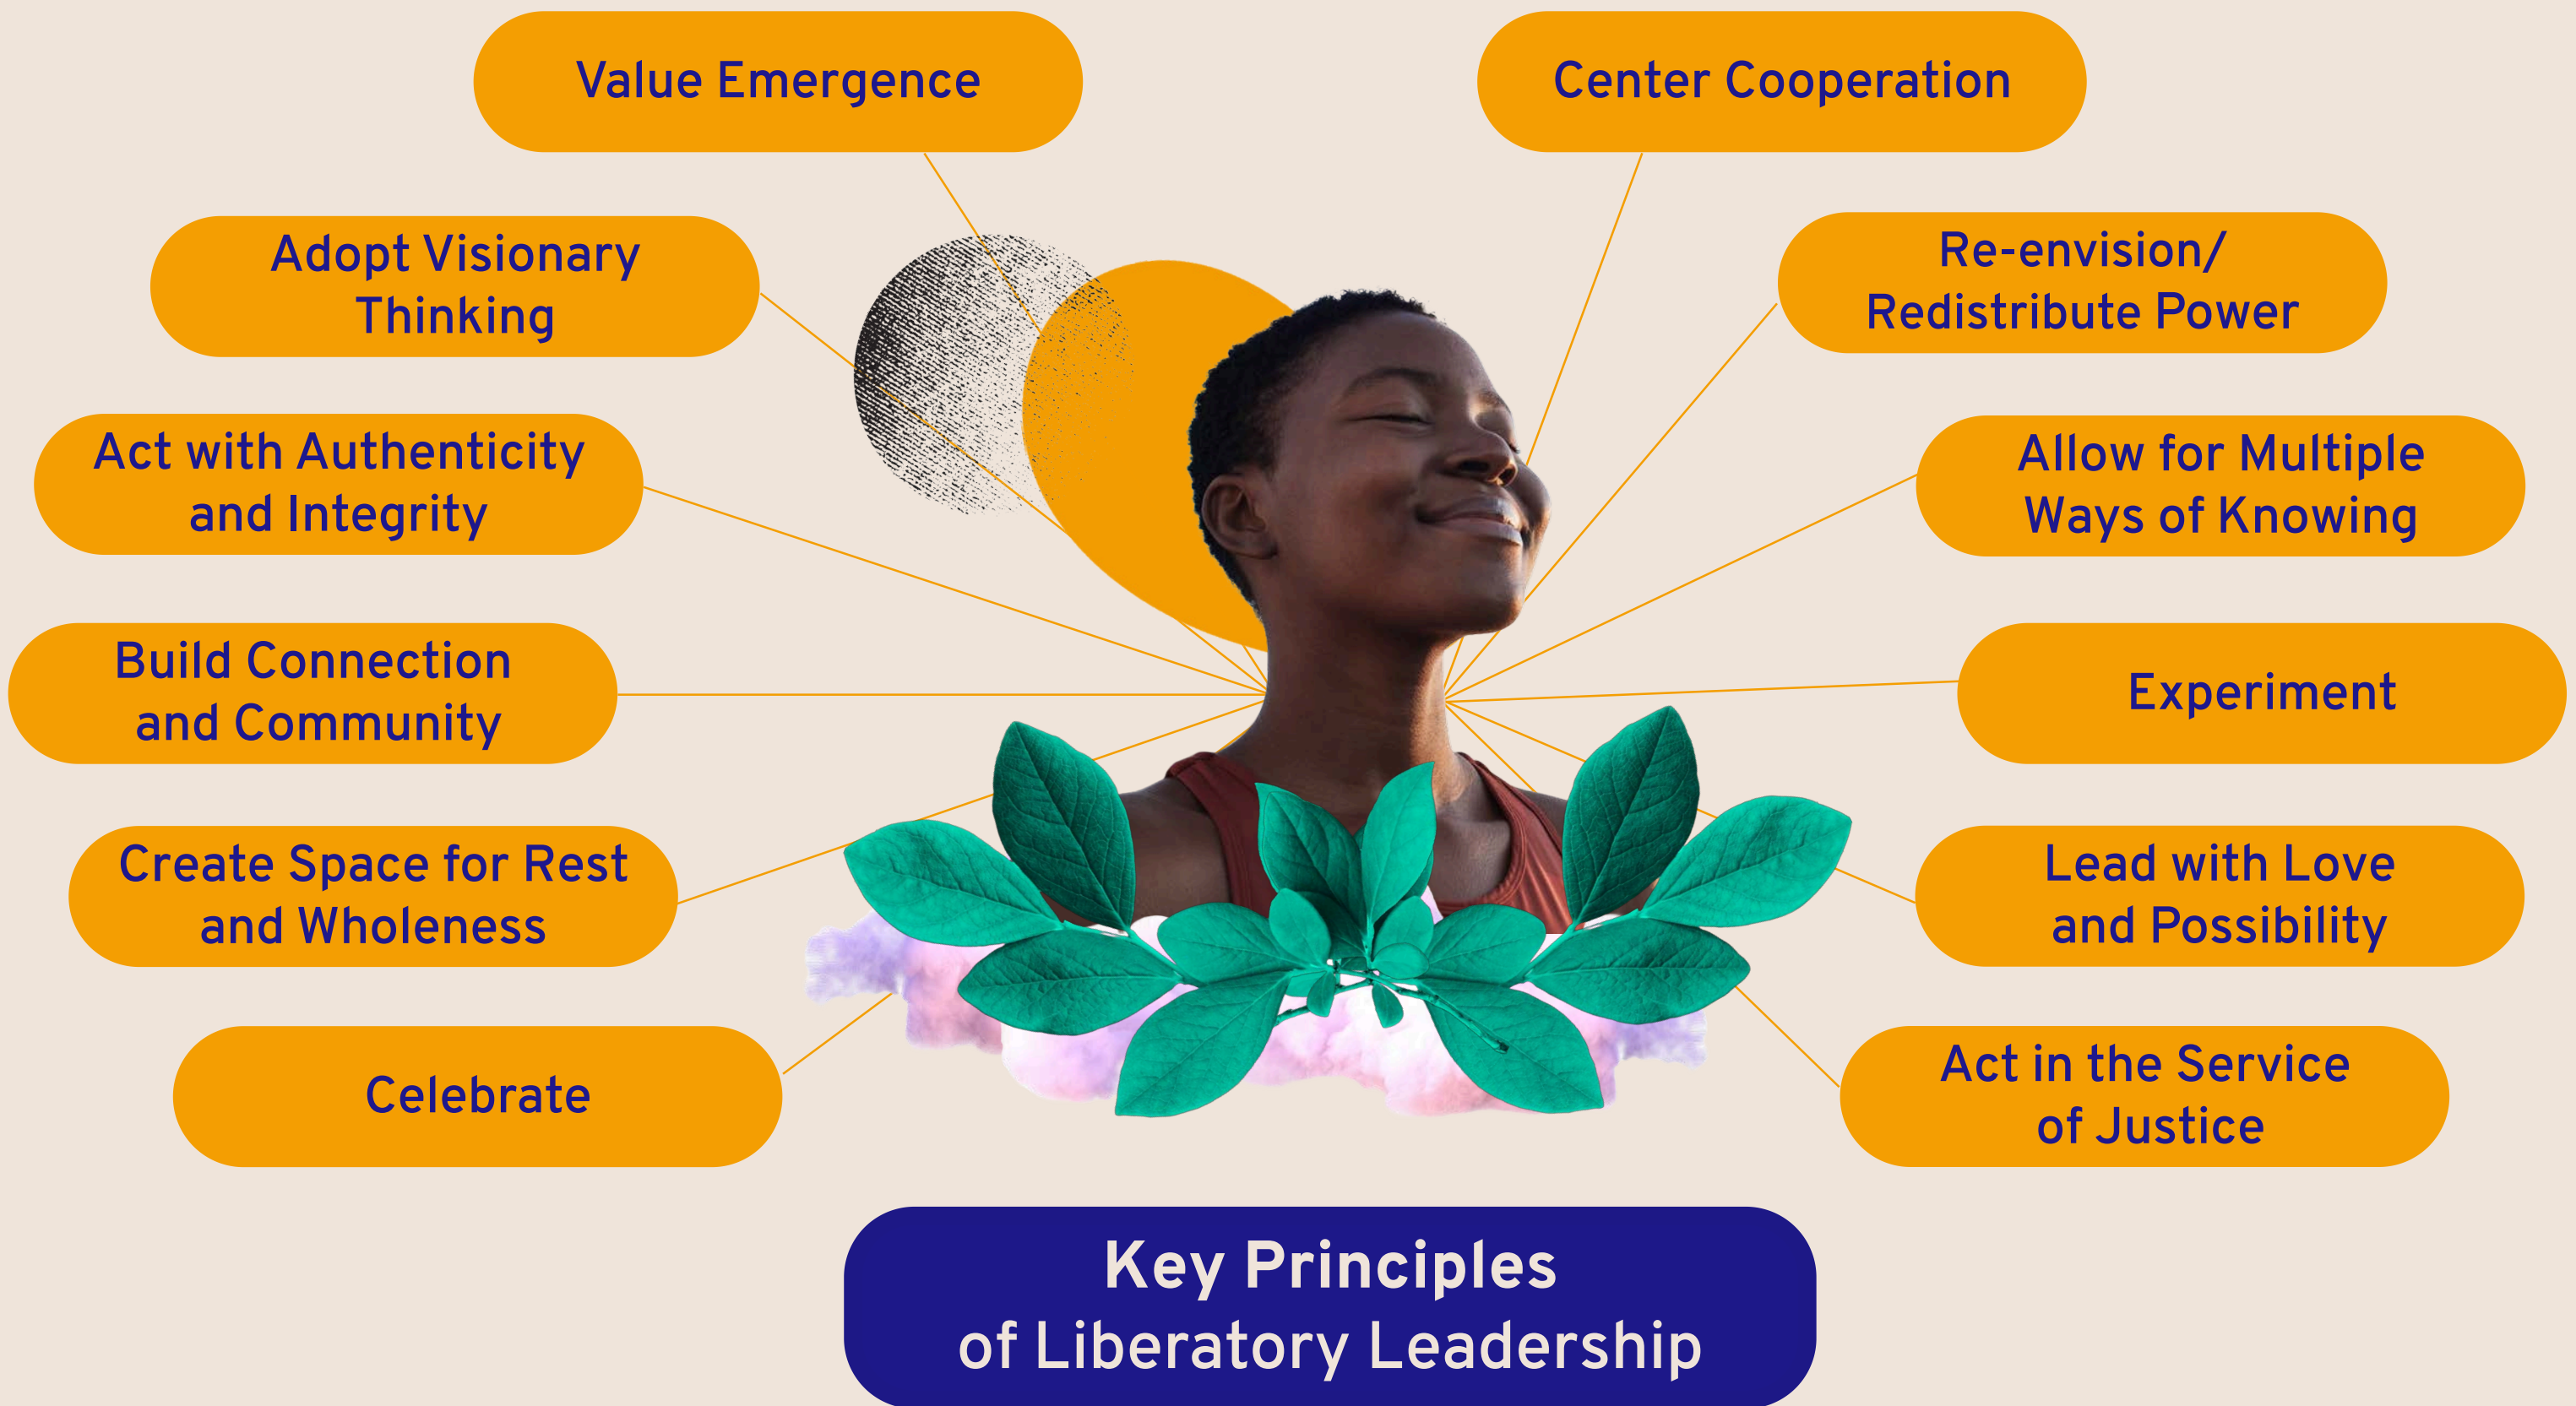 Value Emergence
Adopt Visionary
Thinking
Act with Authenticity
and Integrity
Build Connection
and Community
Create Space for Rest
and Wholeness
Celebrate
Center Cooperation
Re-envision/
Redistribute Power
Allow for Multiple
Ways of Knowing
Experiment
Lead with Love
and Possibility
Act in the Service
of Justice
Key Principles
of Liberatory Leadership